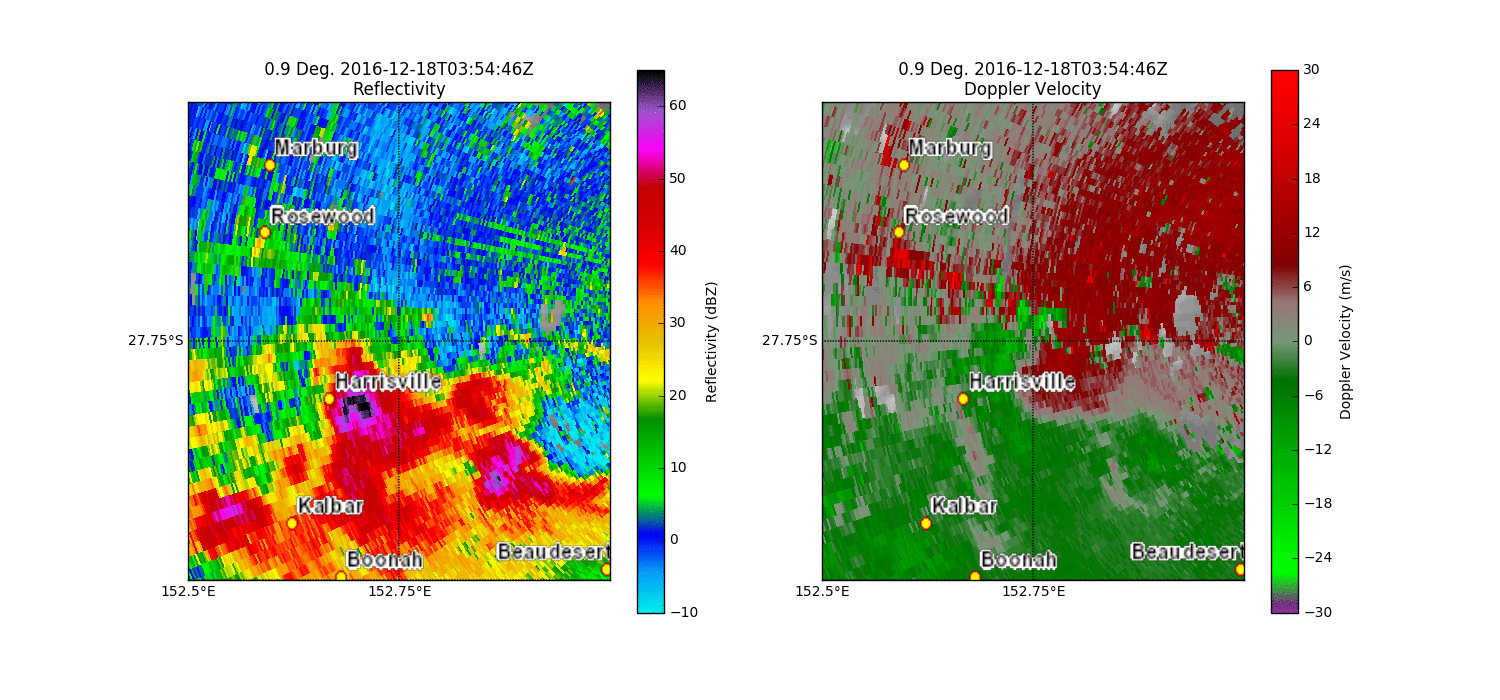 0.9 Deg. 2016-12-18T03:54:46Z
Reflectivity
Marburg
Rosewood
27.75°S
Harrisville
Kalbar
Boonah
Beaudesert
152.5°E
152.75°E
60
50
40
30
20
10
0
−10
Reflectivity (dBZ)
0.9 Deg. 2016-12-18T03:54:46Z
Doppler Velocity
Marburg
Rosewood
27.75°S
Harrisville
Kalbar
Boonah
Beaudesert
152.5°E
152.75°E
30
24
18
12
6
0
−6
−12
−18
−24
−30
Doppler Velocity (m/s)